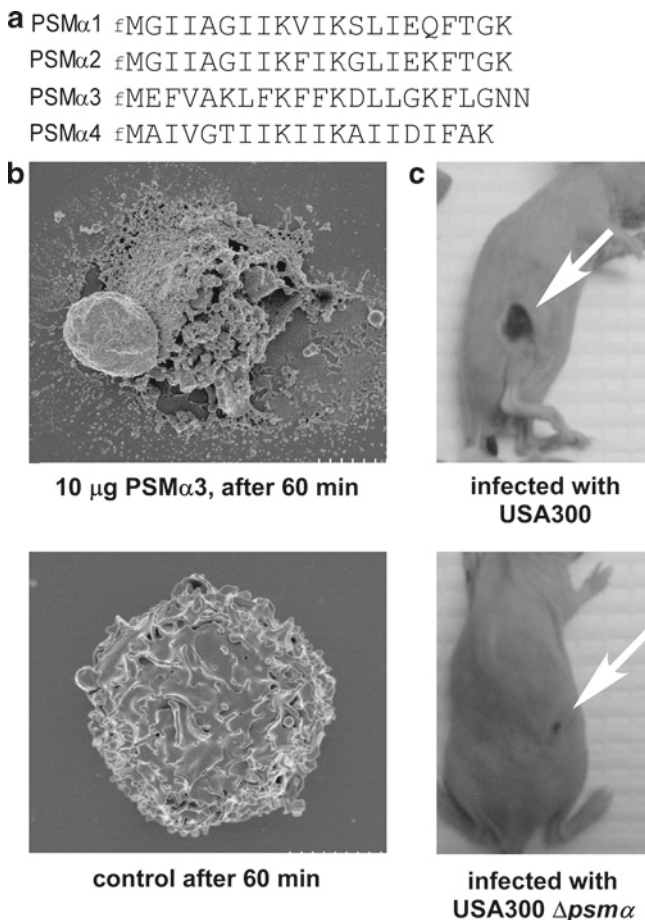 a
PSMα1 fMGIIAGIIKVIKSLIEQFTGK
PSMα2 fMGIIAGIIKFIKGLIEKFTGK
PSMα3 fMEFVAKLFKFFKDLLGKFLGNN
PSMα4 fMAIVGTIIKIIKAIIDIFAK
b
10 μg PSMα3, after 60 min
control after 60 min
c
infected with
USA300
infected with
USA300 Δpsmα